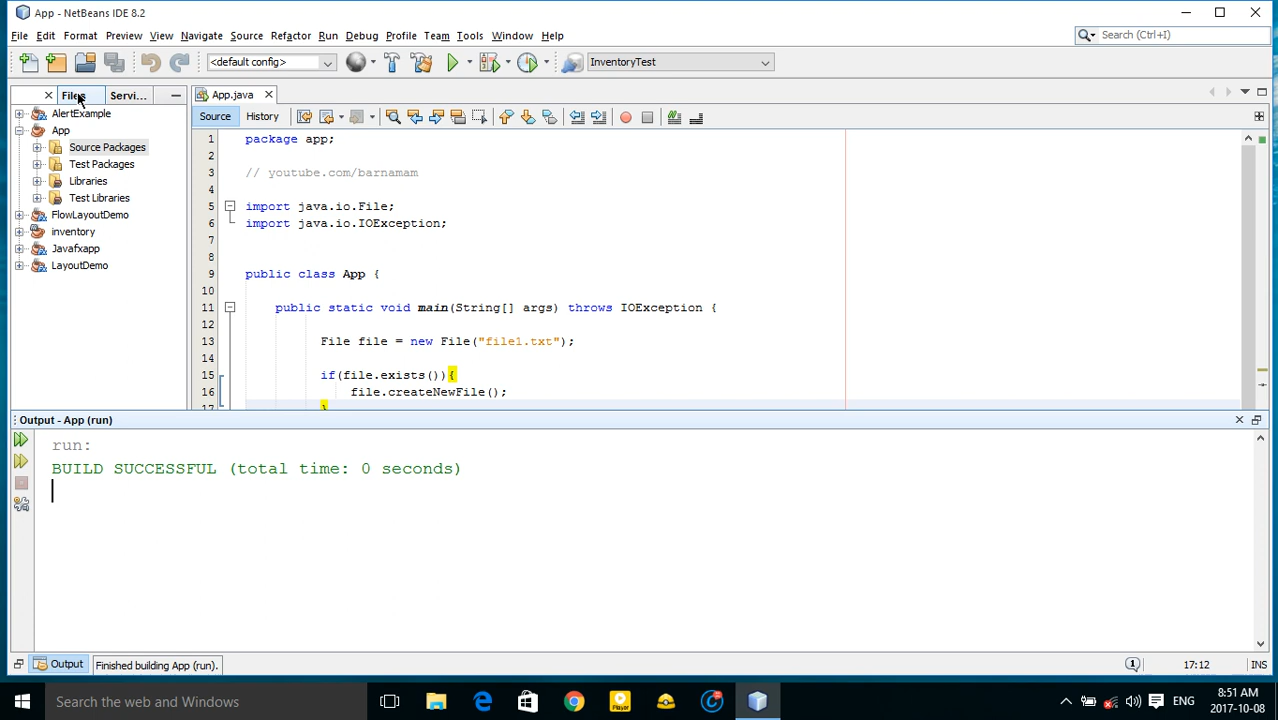 App - NetBeans IDE 8.2
File Edit Format Preview View Navigate Source Refactor Run Debug Profile Team Tools Window Help
Search (Ctrl+I)
<default config>
InventoryTest
Files Servi...
App.java
Source History
AlertExample
App
Source Packages
Test Packages
Libraries
Test Libraries
FlowLayoutDemo
inventory
Javafxapp
LayoutDemo
1 package app;
2
3 // youtube.com/barnamam
4
5 import java.io.File;
6 import java.io.IOException;
7
8
9 public class App {
10
11 public static void main(String[] args) throws IOException {
12
13 File file = new File("file1.txt");
14
15 if(file.exists()){
16 file.createNewFile();
17 }
Output - App (run)
run:
BUILD SUCCESSFUL (total time: 0 seconds)
Output Finished building App (run).
1 17:12 INS
Search the web and Windows
Player
ENG
8:51 AM
2017-10-08